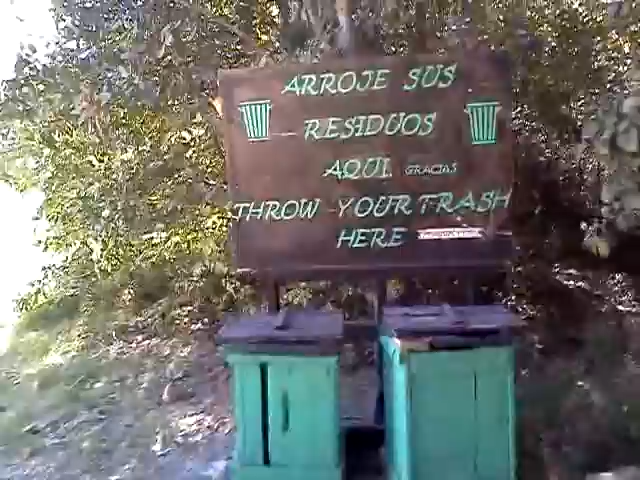 ARROJE SUS
RESIDUOS
AQUI. GRACIAS
THROW YOUR TRASH
HERE